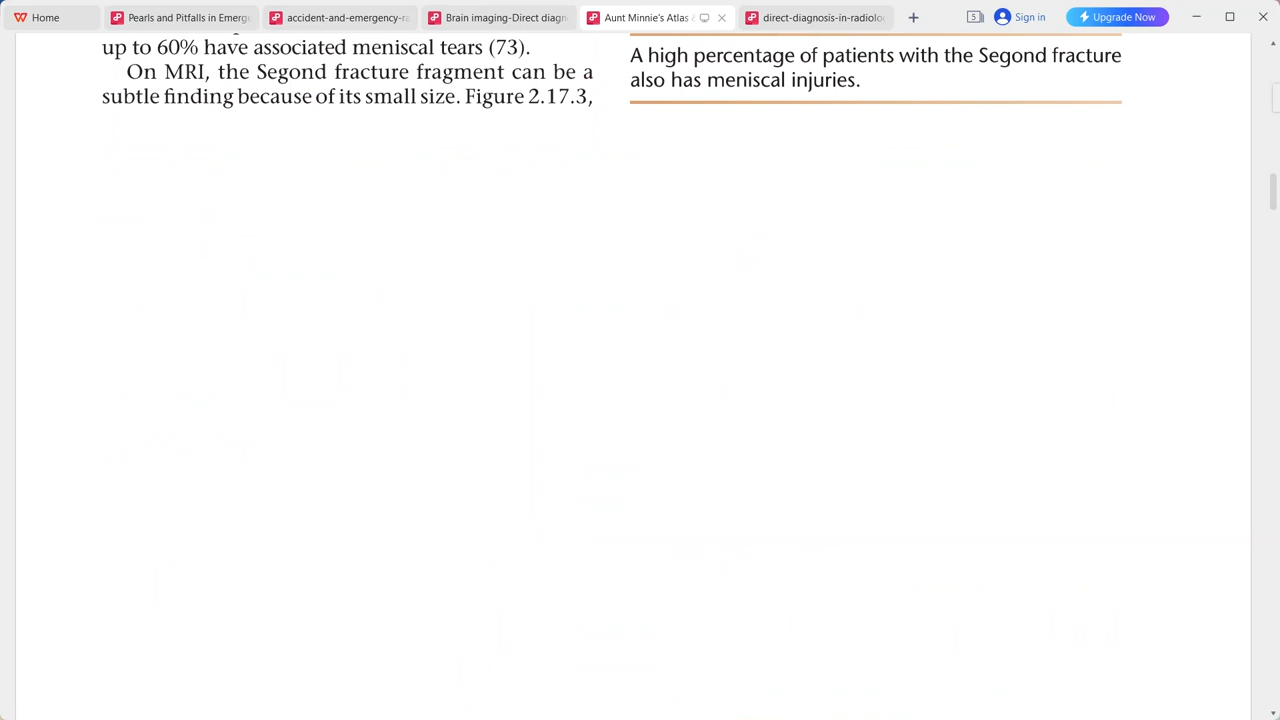 Home
Pearls and Pitfalls in Emerg
accident-and-emergency-ra
Brain imaging-Direct diagn
Aunt Minnie's Atlas
direct-diagnosis-in-radiolo
5
Sign in
Upgrade Now
up to 60% have associated meniscal tears (73).
On MRI, the Segond fracture fragment can be a
subtle finding because of its small size. Figure 2.17.3,
A high percentage of patients with the Segond fracture
also has meniscal injuries.